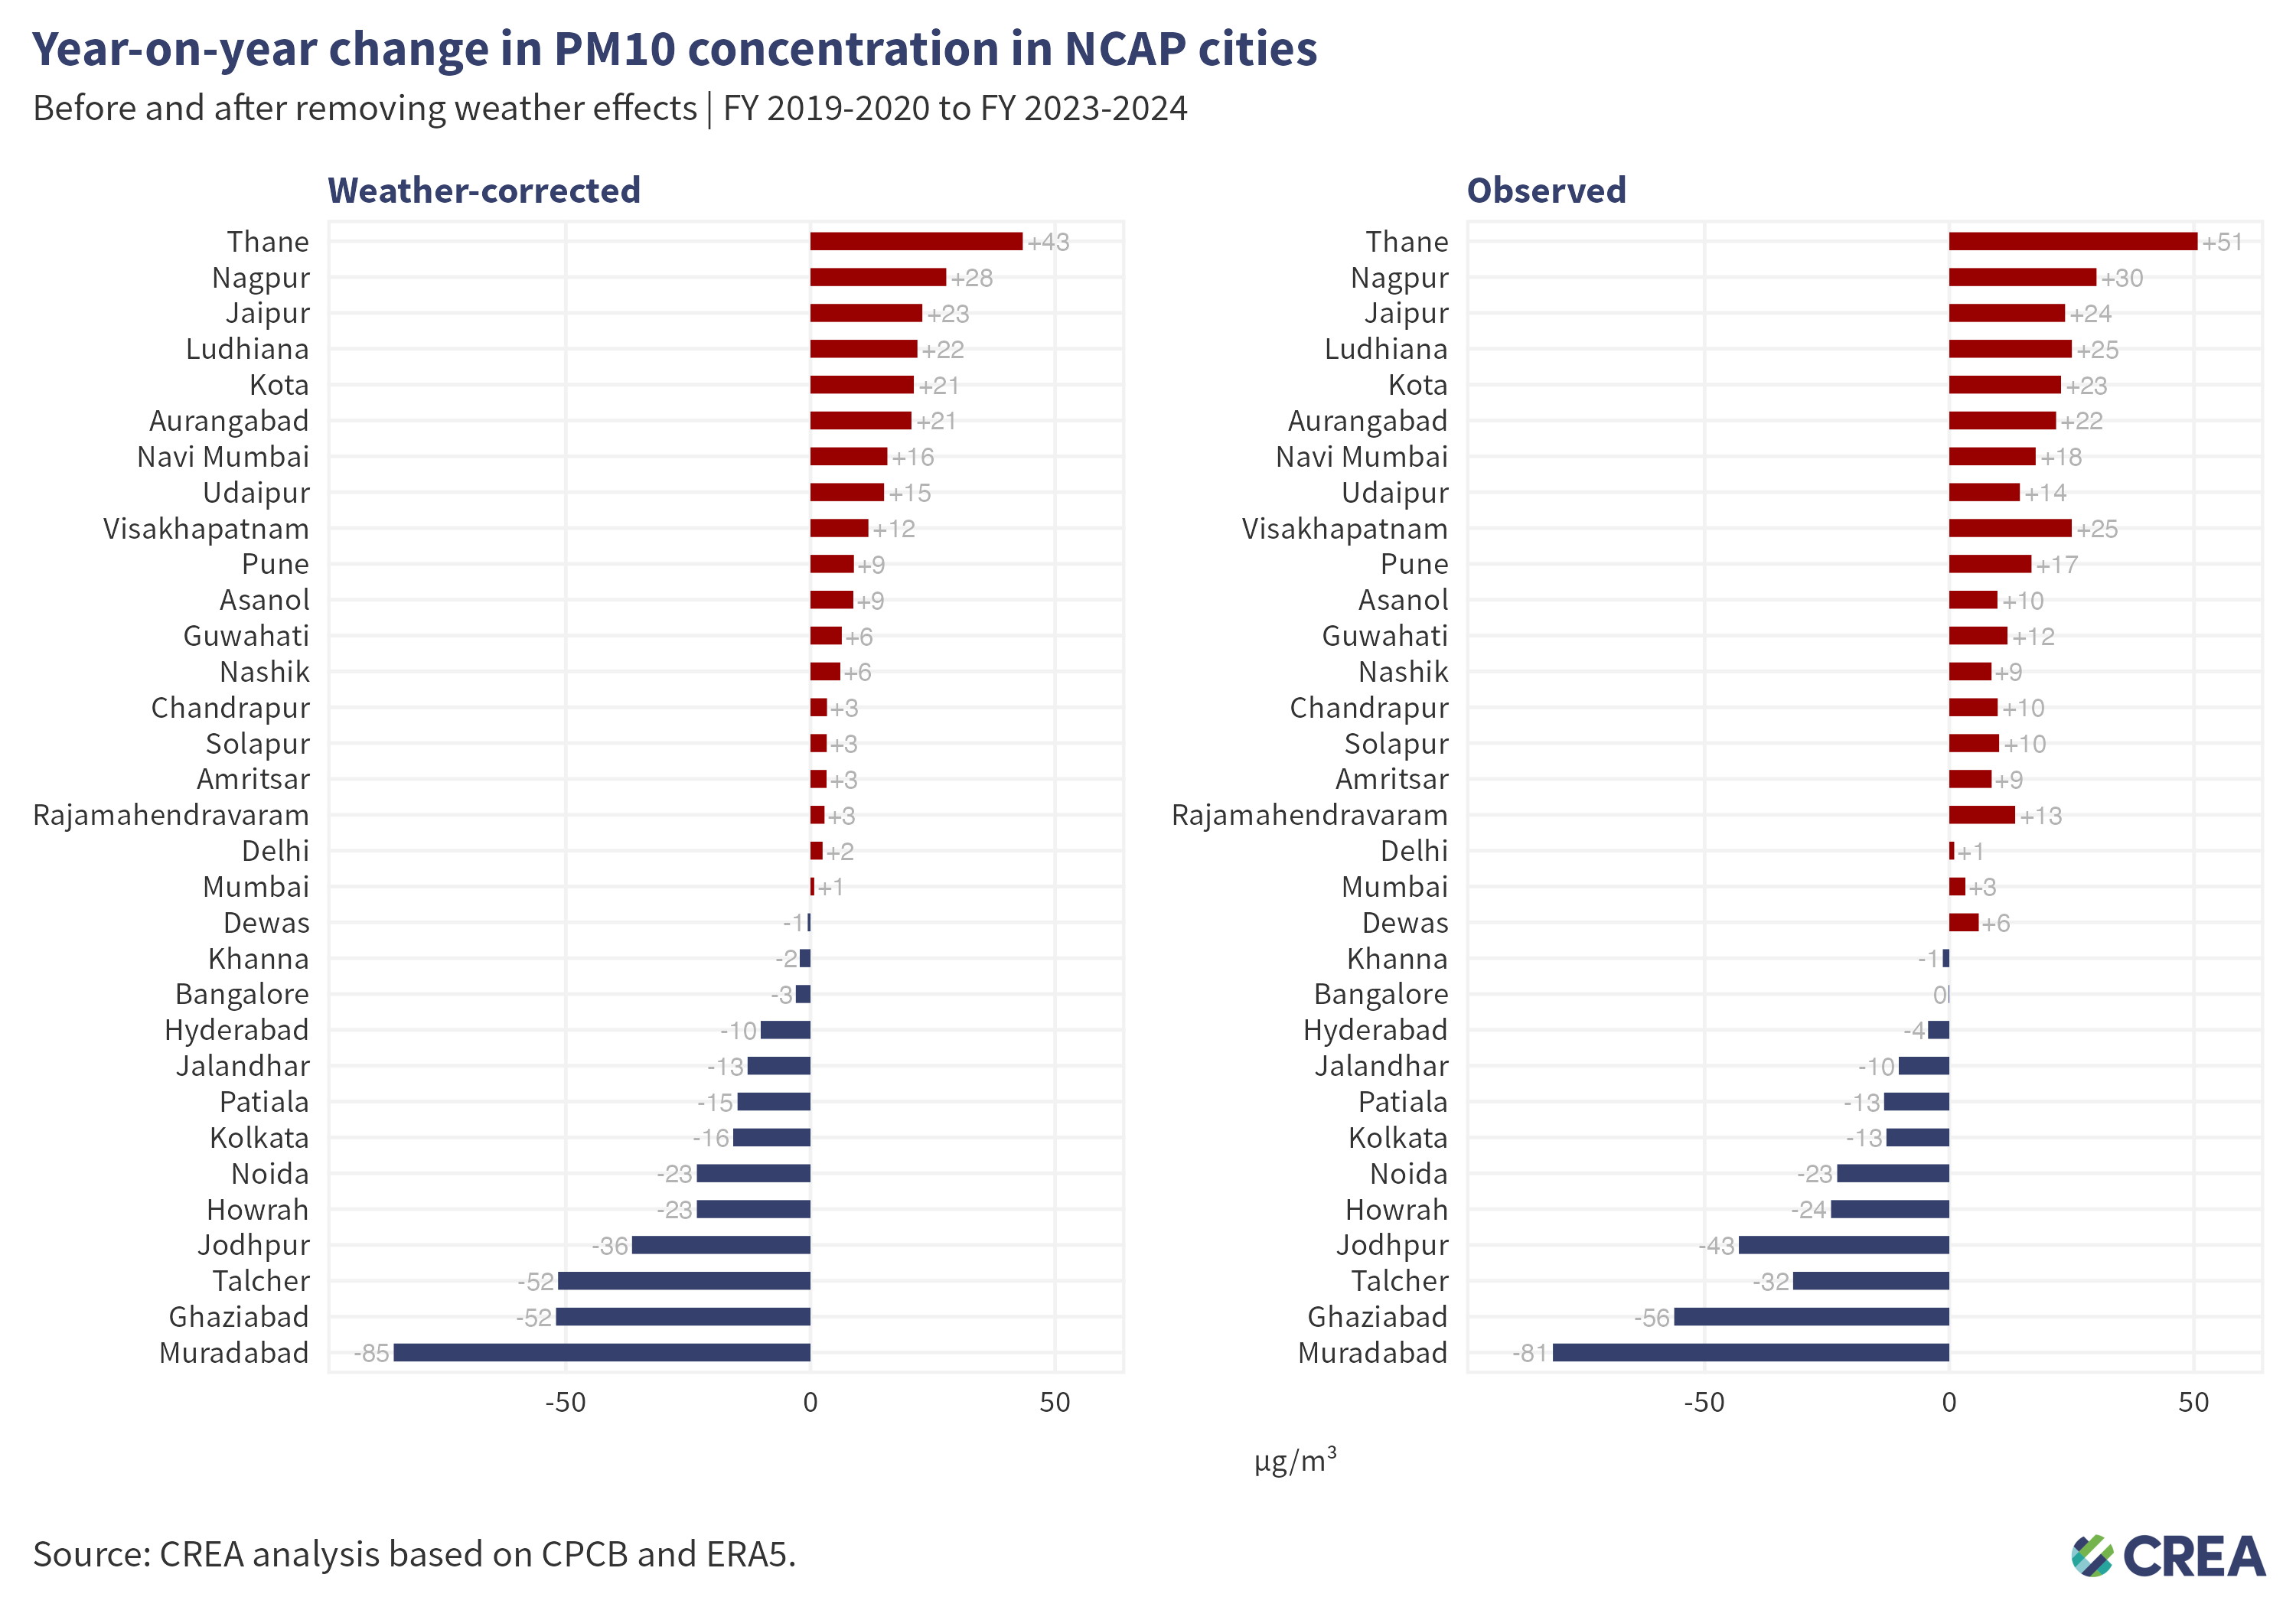 Year-on-year change in PM10 concentration in NCAP cities
Before and after removing weather effects | FY 2019-2020 to FY 2023-2024
Weather-corrected
Thane +43
Nagpur +28
Jaipur +23
Ludhiana +22
Kota +21
Aurangabad +21
Navi Mumbai +16
Udaipur +15
Visakhapatnam +12
Pune +9
Asanol +9
Guwahati +6
Nashik +6
Chandrapur +3
Solapur +3
Amritsar +3
Rajamahendravaram +3
Delhi +2
Mumbai +1
Dewas -1
Khanna -2
Bangalore -3
Hyderabad -10
Jalandhar -13
Patiala -15
Kolkata -16
Noida -23
Howrah -23
Jodhpur -36
Talcher -52
Ghaziabad -52
Muradabad -85
-50 0 50
Observed
Thane +51
Nagpur +30
Jaipur +24
Ludhiana +25
Kota +23
Aurangabad +22
Navi Mumbai +18
Udaipur +14
Visakhapatnam +25
Pune +17
Asanol +10
Guwahati +12
Nashik +9
Chandrapur +10
Solapur +10
Amritsar +9
Rajamahendravaram +13
Delhi +1
Mumbai +3
Dewas +6
Khanna -1
Bangalore 0
Hyderabad -4
Jalandhar -10
Patiala -13
Kolkata -13
Noida -23
Howrah -24
Jodhpur -43
Talcher -32
Ghaziabad -56
Muradabad -81
-50 0 50
µg/m³
Source: CREA analysis based on CPCB and ERA5.
CREA